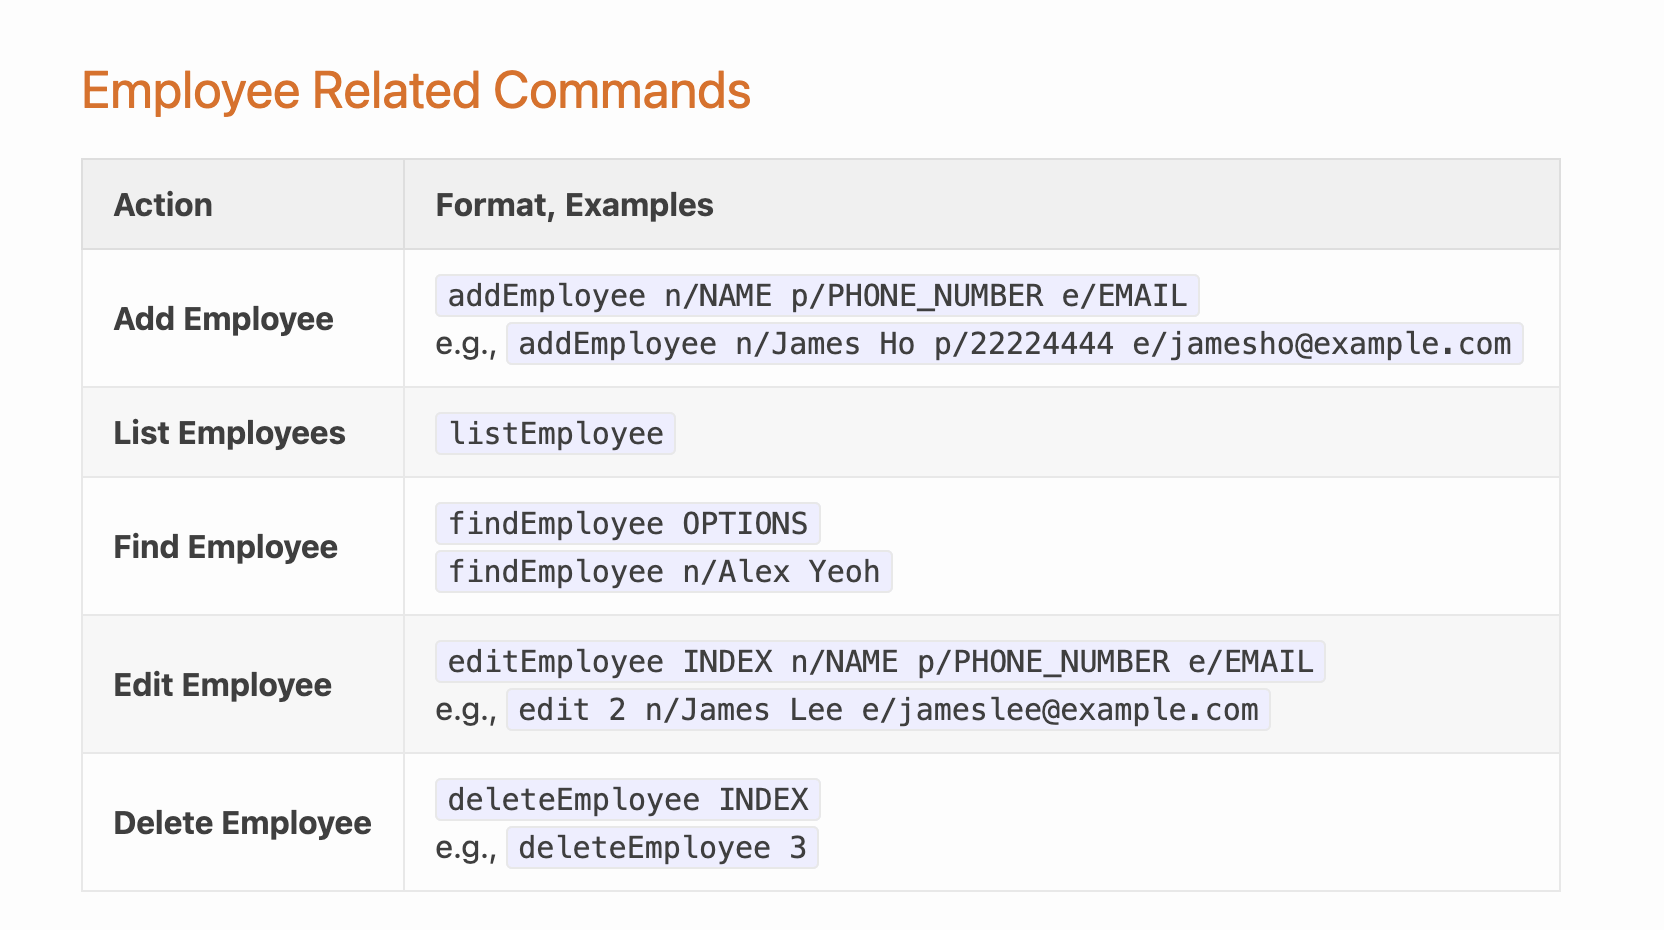 Employee Related Commands
Action Format, Examples
Add Employee
addEmployee n/NAME p/PHONE_NUMBER e/EMAIL
e.g., addEmployee n/James Ho p/22224444 e/jamesho@example.com
List Employees listEmployee
Find Employee
findEmployee OPTIONS
findEmployee n/Alex Yeoh
Edit Employee
editEmployee INDEX n/NAME p/PHONE_NUMBER e/EMAIL
e.g., edit 2 n/James Lee e/jameslee@example.com
Delete Employee
deleteEmployee INDEX
e.g., deleteEmployee 3